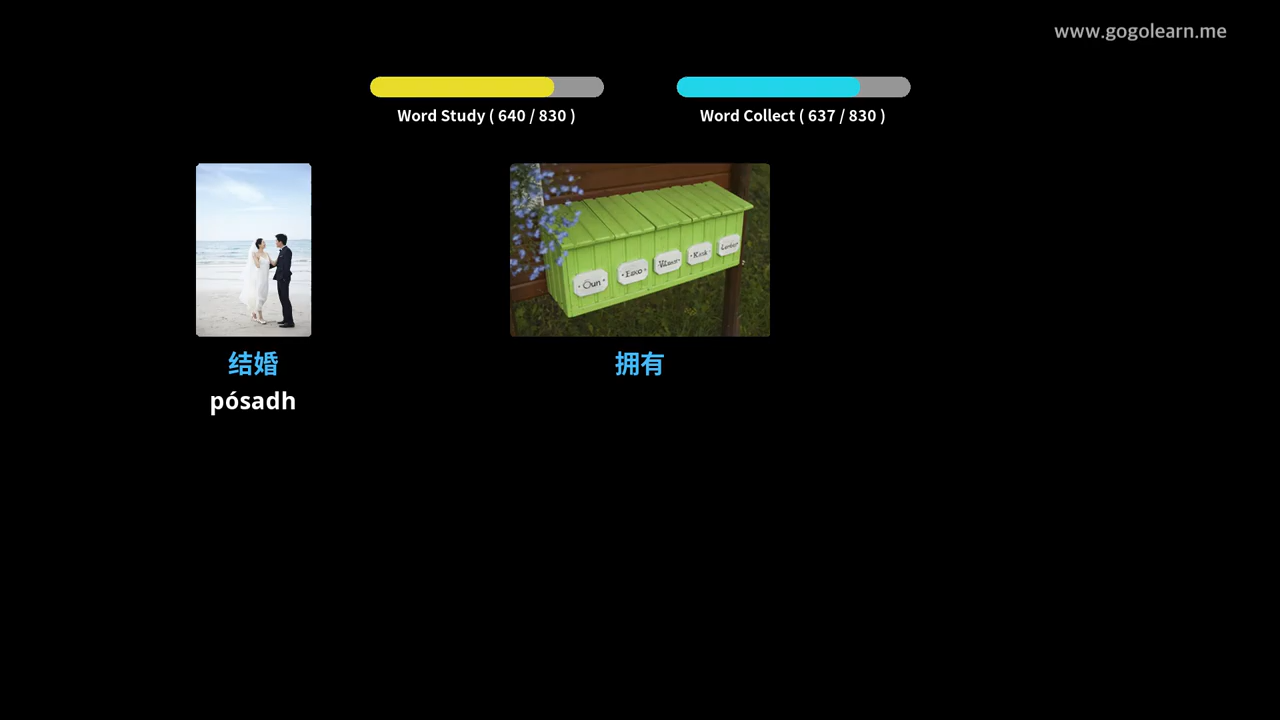 www.gogolearn.me
Word Study ( 640 / 830 )
Word Collect ( 637 / 830 )
结婚
pósadh
拥有